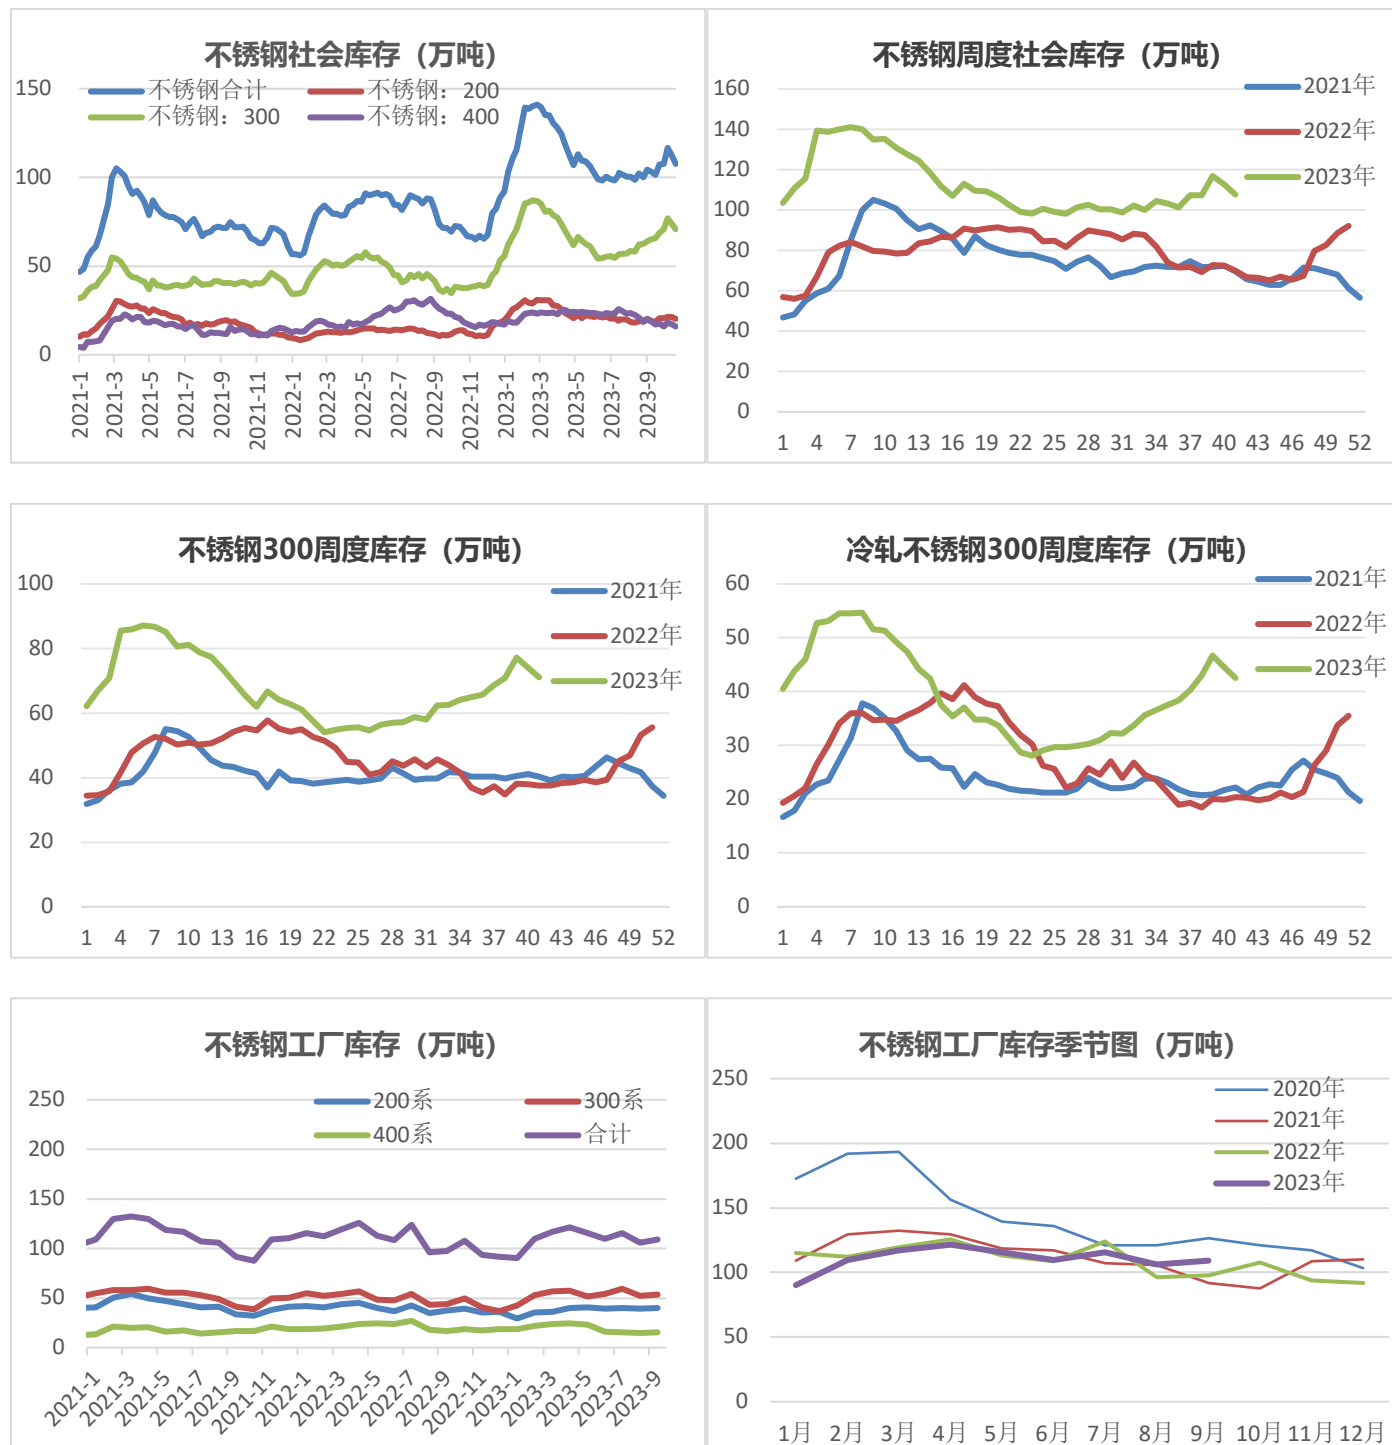 不锈钢社会库存（万吨）
不锈钢合计 不锈钢：200
不锈钢：300 不锈钢：400
150
100
50
0
2021-1 2021-3 2021-5 2021-7 2021-9 2021-11 2022-1 2022-3 2022-5 2022-7 2022-9 2022-11 2023-1 2023-3 2023-5 2023-7 2023-9
不锈钢周度社会库存（万吨）
2021年
2022年
2023年
160
140
120
100
80
60
40
20
0
1 4 7 10 13 16 19 22 25 28 31 34 37 40 43 46 49 52
不锈钢300周度库存（万吨）
2021年
2022年
2023年
100
80
60
40
20
0
1 4 7 10 13 16 19 22 25 28 31 34 37 40 43 46 49 52
冷轧不锈钢300周度库存（万吨）
2021年
2022年
2023年
60
50
40
30
20
10
0
1 4 7 10 13 16 19 22 25 28 31 34 37 40 43 46 49 52
不锈钢工厂库存（万吨）
200系 300系
400系 合计
250
200
150
100
50
0
2021-1 2021-3 2021-5 2021-7 2021-9 2021-11 2022-1 2022-3 2022-5 2022-7 2022-9 2022-11 2023-1 2023-3 2023-5 2023-7 2023-9
不锈钢工厂库存季节图（万吨）
2020年
2021年
2022年
2023年
250
200
150
100
50
0
1月 2月 3月 4月 5月 6月 7月 8月 9月 10月 11月 12月